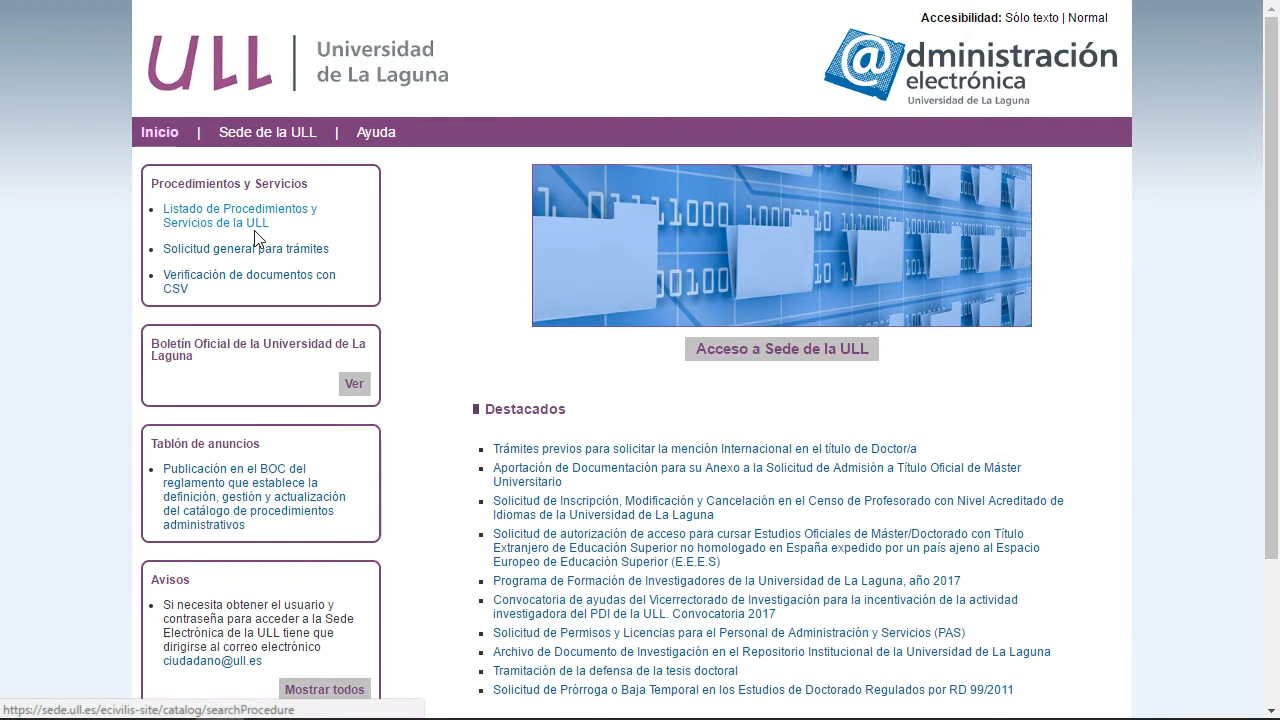 Accesibilidad: Sólo texto | Normal
ULL
Universidad
de La Laguna
@dministración
electrónica
Universidad de La Laguna
Inicio | Sede de la ULL | Ayuda
Procedimientos y Servicios
Listado de Procedimientos y
Servicios de la ULL
Solicitud general para trámites
Verificación de documentos con
CSV
Boletín Oficial de la Universidad de La
Laguna
Ver
Tablón de anuncios
Publicación en el BOC del
reglamento que establece la
definición, gestión y actualización
del catálogo de procedimientos
administrativos
Avisos
Si necesita obtener el usuario y
contraseña para acceder a la Sede
Electrónica de la ULL tiene que
dirigirse al correo electrónico
ciudadano@ull.es
Mostrar todos
Acceso a Sede de la ULL
Destacados
Trámites previos para solicitar la mención Internacional en el título de Doctor/a
Aportación de Documentación para su Anexo a la Solicitud de Admisión a Título Oficial de Máster
Universitario
Solicitud de Inscripción, Modificación y Cancelación en el Censo de Profesorado con Nivel Acreditado de
Idiomas de la Universidad de La Laguna
Solicitud de autorización de acceso para cursar Estudios Oficiales de Máster/Doctorado con Título
Extranjero de Educación Superior no homologado en España expedido por un país ajeno al Espacio
Europeo de Educación Superior (E.E.E.S)
Programa de Formación de Investigadores de la Universidad de La Laguna, año 2017
Convocatoria de ayudas del Vicerrectorado de Investigación para la incentivación de la actividad
investigadora del PDI de la ULL. Convocatoria 2017
Solicitud de Permisos y Licencias para el Personal de Administración y Servicios (PAS)
Archivo de Documento de Investigación en el Repositorio Institucional de la Universidad de La Laguna
Tramitación de la defensa de la tesis doctoral
Solicitud de Pròrroga o Baja Temporal en los Estudios de Doctorado Regulados por RD 99/2011
https://sede.ull.es/ecivilis-site/catalog/searchProcedure